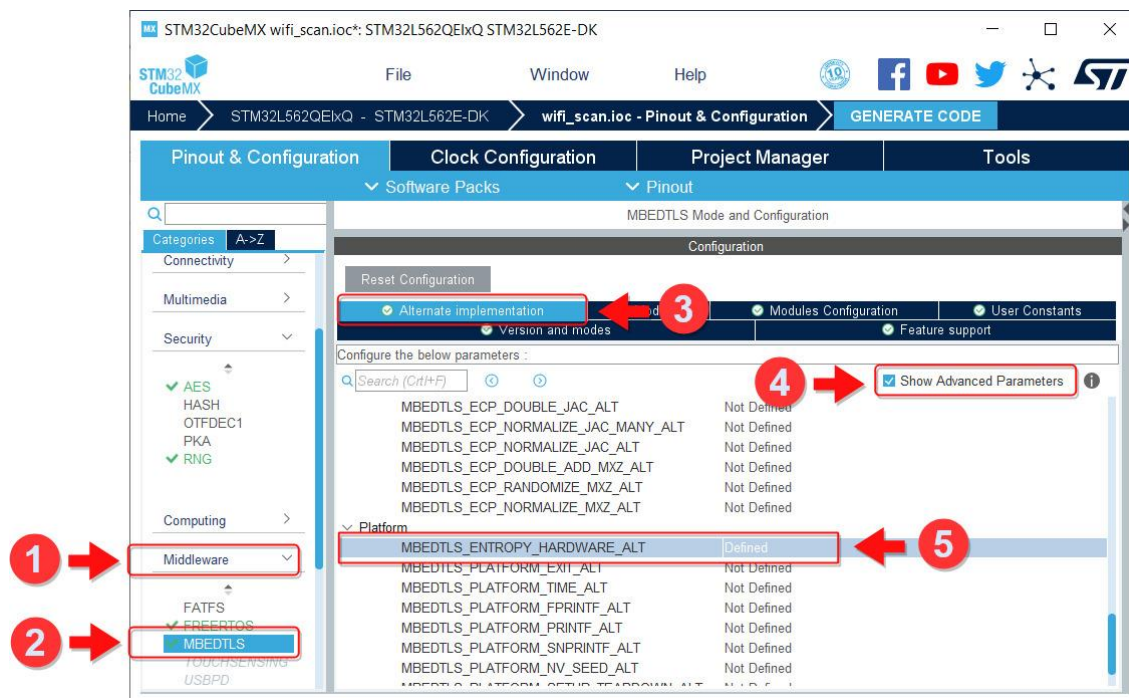 MX STM32CubeMX wifi_scan.ioc*: STM32L562QEIxQ STM32L562E-DK
STM32
CubeMX
File Window Help
10
ST
Home STM32L562QEIxQ - STM32L562E-DK wifi_scan.ioc - Pinout & Configuration GENERATE CODE
Pinout & Configuration Clock Configuration Project Manager Tools
Software Packs Pinout
MBEDTLS Mode and Configuration
Categories A->Z
Configuration
Connectivity
Reset Configuration
Multimedia
Alternate implementation 3 Modules Configuration User Constants
Security
Version and modes Feature support
Configure the below parameters :
Search (Crtl+F) 4 Show Advanced Parameters
AES
HASH
OTFDEC1
PKA
RNG
MBEDTLS_ECP_DOUBLE_JAC_ALT Not Defined
MBEDTLS_ECP_NORMALIZE_JAC_MANY_ALT Not Defined
MBEDTLS_ECP_NORMALIZE_JAC_ALT Not Defined
MBEDTLS_ECP_DOUBLE_ADD_MXZ_ALT Not Defined
MBEDTLS_ECP_RANDOMIZE_MXZ_ALT Not Defined
MBEDTLS_ECP_NORMALIZE_MXZ_ALT Not Defined
Computing
Platform
1 Middleware
MBEDTLS_ENTROPY_HARDWARE_ALT Defined 5
MBEDTLS_PLATFORM_EXIT_ALT Not Defined
MBEDTLS_PLATFORM_TIME_ALT Not Defined
MBEDTLS_PLATFORM_FPRINTF_ALT Not Defined
MBEDTLS_PLATFORM_PRINTF_ALT Not Defined
MBEDTLS_PLATFORM_SNPRINTF_ALT Not Defined
MBEDTLS_PLATFORM_NV_SEED_ALT Not Defined
MBEDTLS_PLATFORM_SETUP_TEARDOWN_ALT Not Defined
FATFS
FREERTOS
2 MBEDTLS
TOUCHSENSING
USBPD